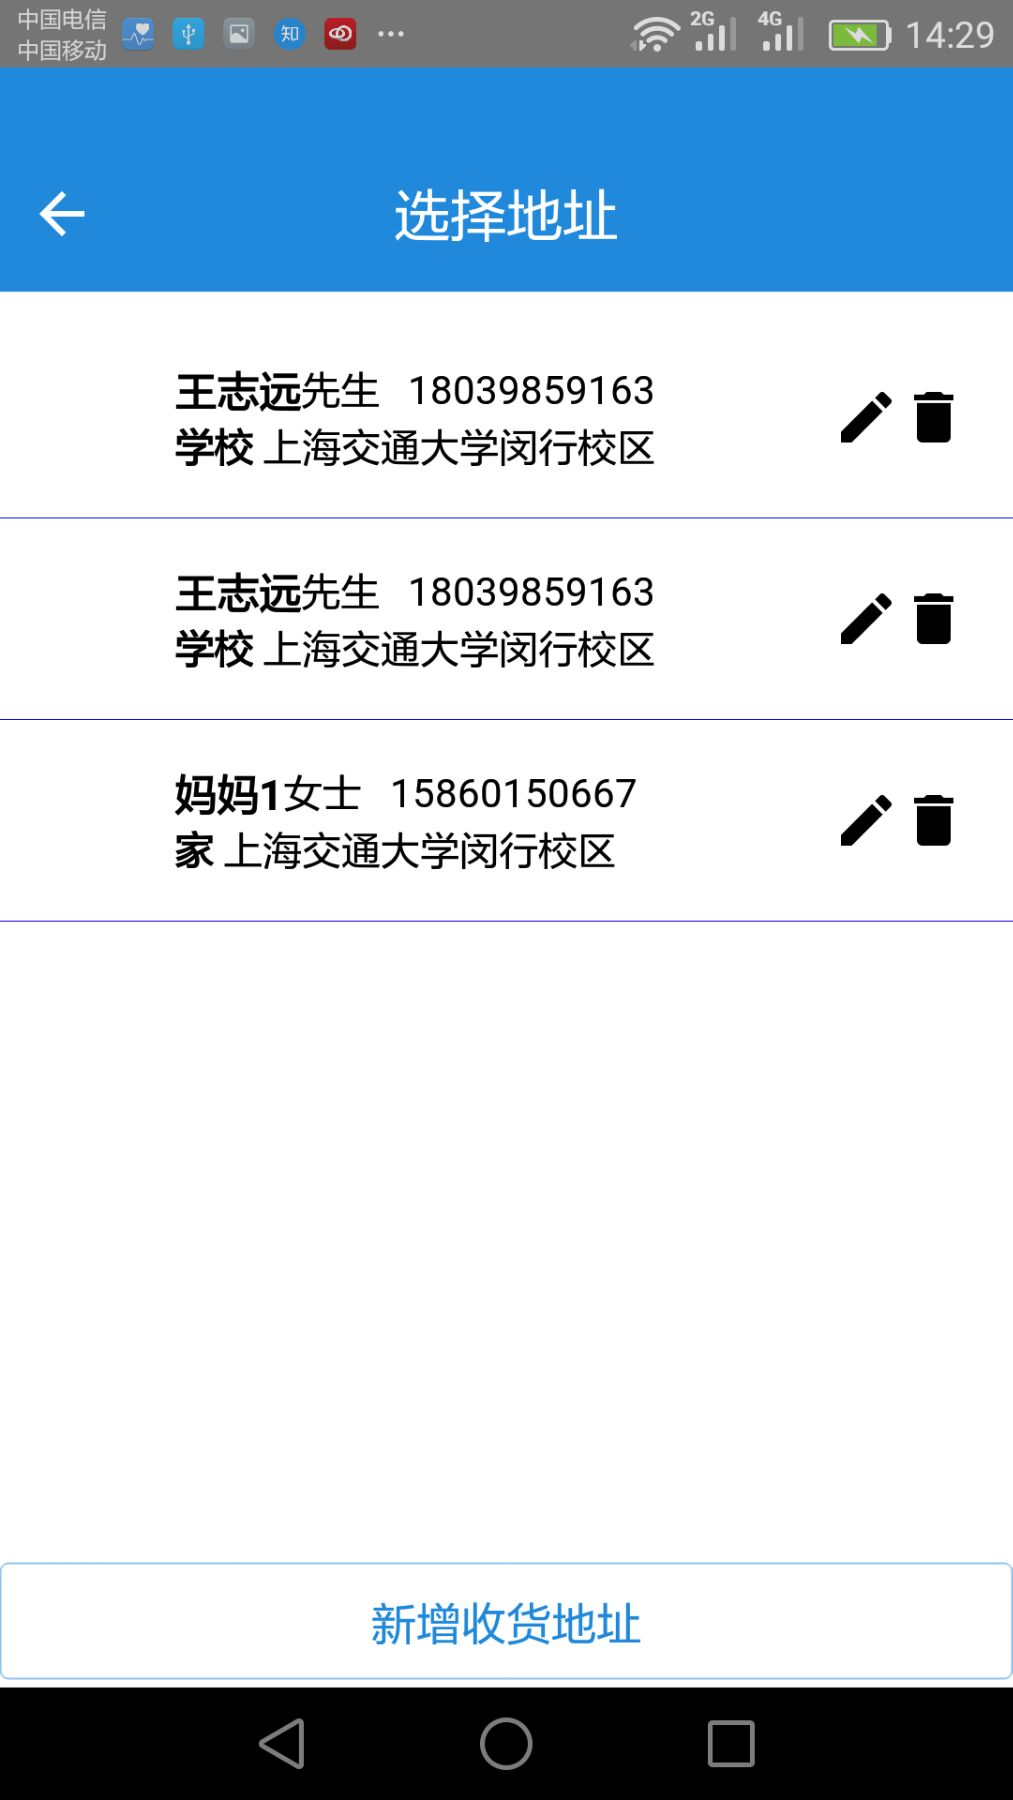 中国电信
中国移动
知
2G
4G
14:29
选择地址
王志远先生 18039859163
学校 上海交通大学闵行校区
王志远先生 18039859163
学校 上海交通大学闵行校区
妈妈1女士 15860150667
家 上海交通大学闵行校区
新增收货地址